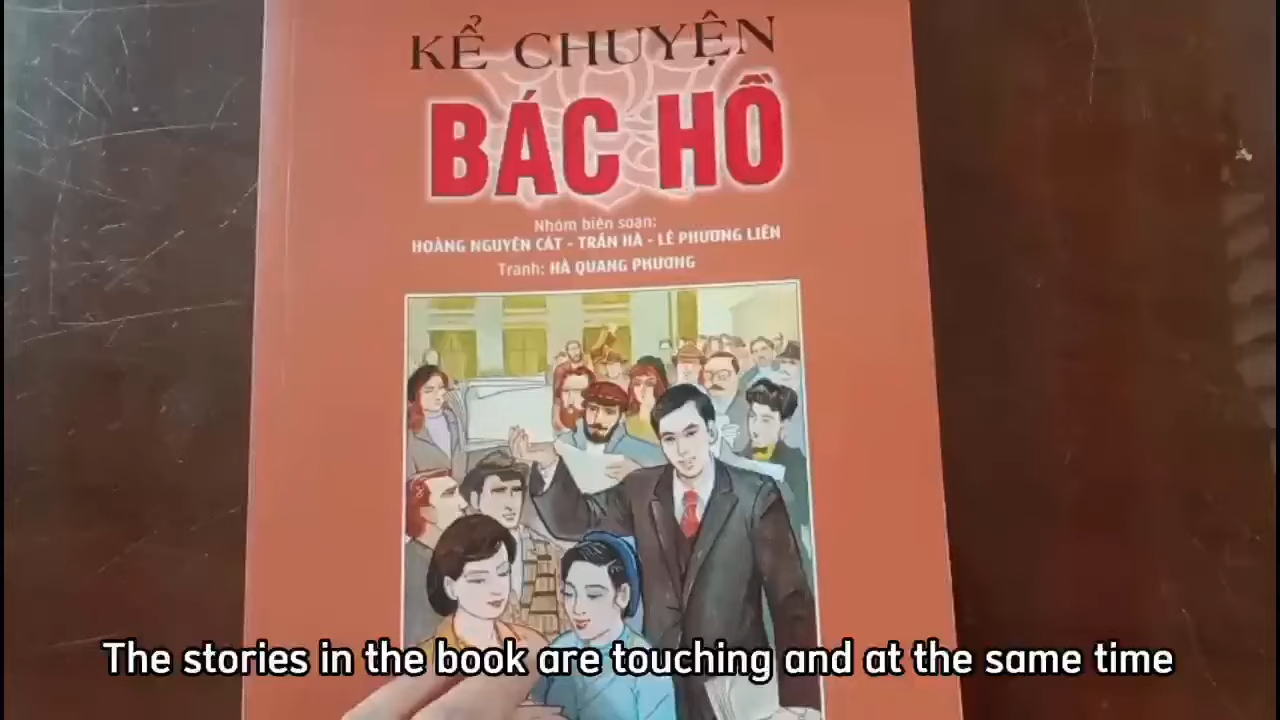 KỂ CHUYỆN
BÁC HỒ
Nhóm biên soạn:
HOÀNG NGUYÊN CÁT - TRẦN HÀ - LÊ PHƯƠNG LIÊN
Tranh: HÀ QUANG PHƯƠNG
The stories in the book are touching and at the same time